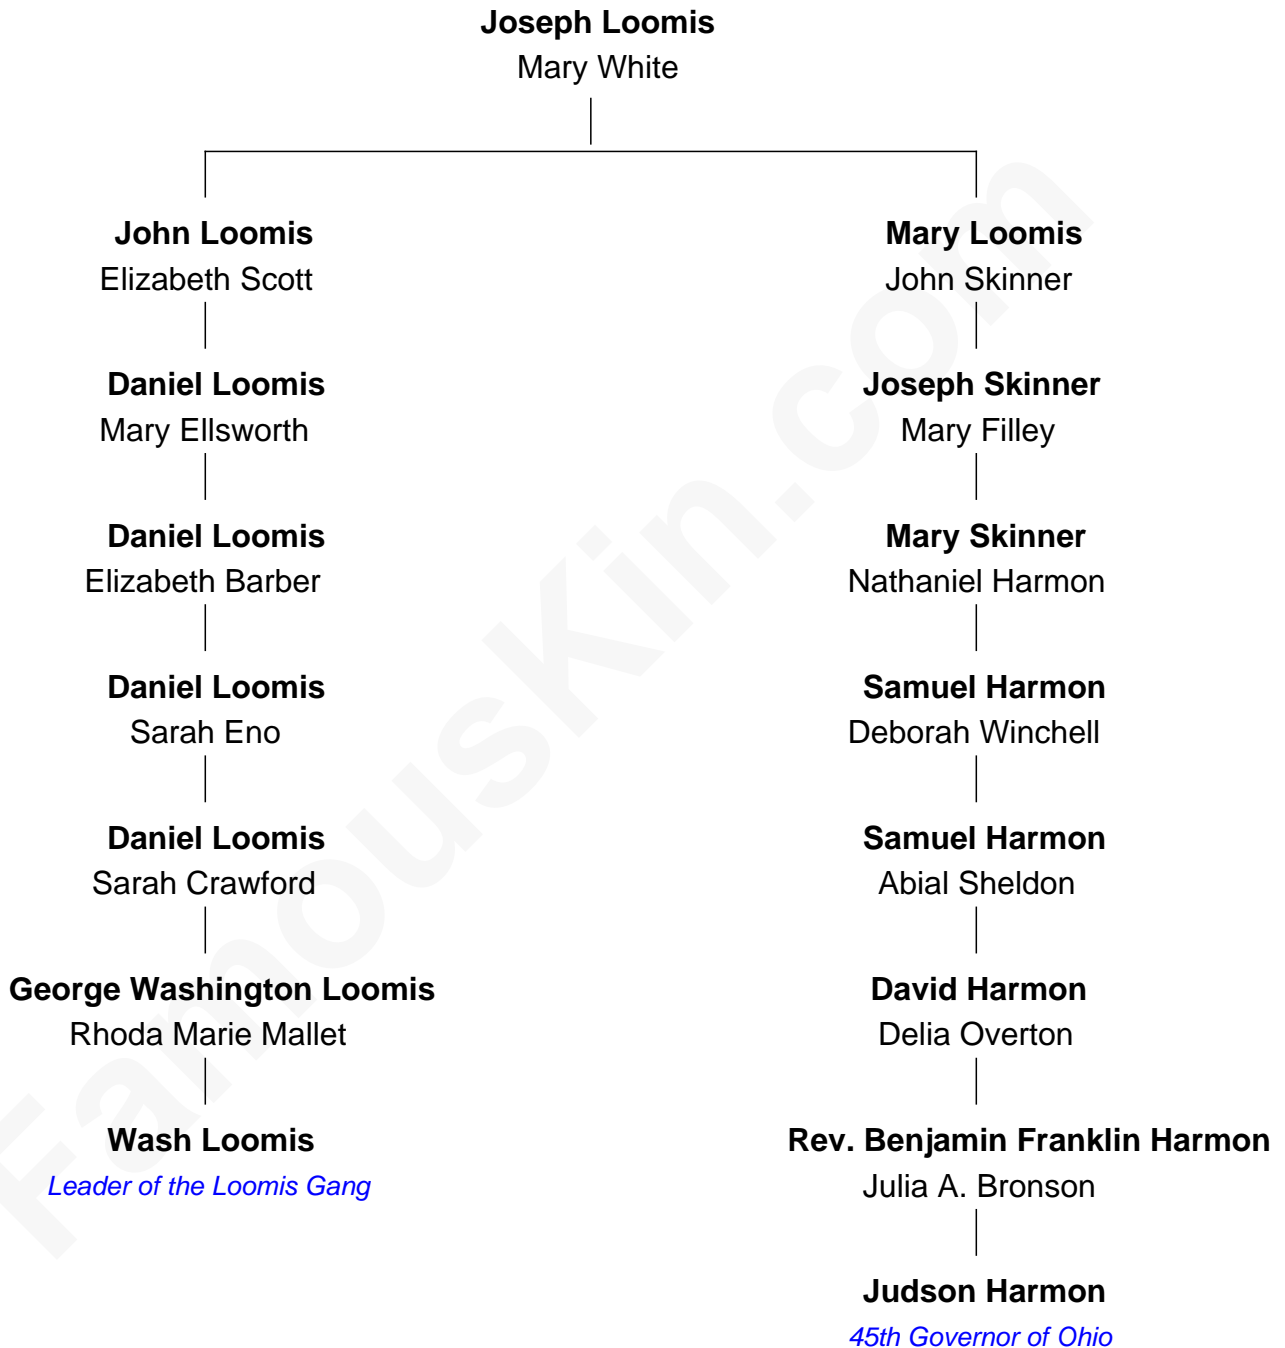 Joseph Loomis
Mary White
John Loomis
Elizabeth Scott
Daniel Loomis
Mary Ellsworth
Daniel Loomis
Elizabeth Barber
Daniel Loomis
Sarah Eno
Daniel Loomis
Sarah Crawford
George Washington Loomis
Rhoda Marie Mallet
Wash Loomis
Leader of the Loomis Gang
Mary Loomis
John Skinner
Joseph Skinner
Mary Filley
Mary Skinner
Nathaniel Harmon
Samuel Harmon
Deborah Winchell
Samuel Harmon
Abial Sheldon
David Harmon
Delia Overton
Rev. Benjamin Franklin Harmon
Julia A. Bronson
Judson Harmon
45th Governor of Ohio
FamousKin.com